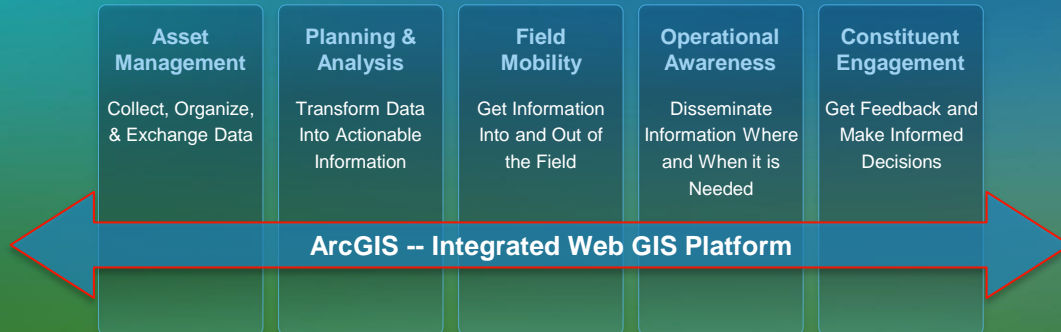 Asset
Management
Collect, Organize,
& Exchange Data
Planning &
Analysis
Transform Data
Into Actionable
Information
Field
Mobility
Get Information
Into and Out of
the Field
Operational
Awareness
Disseminate
Information Where
and When it is
Needed
Constituent
Engagement
Get Feedback and
Make Informed
Decisions
ArcGIS -- Integrated Web GIS Platform